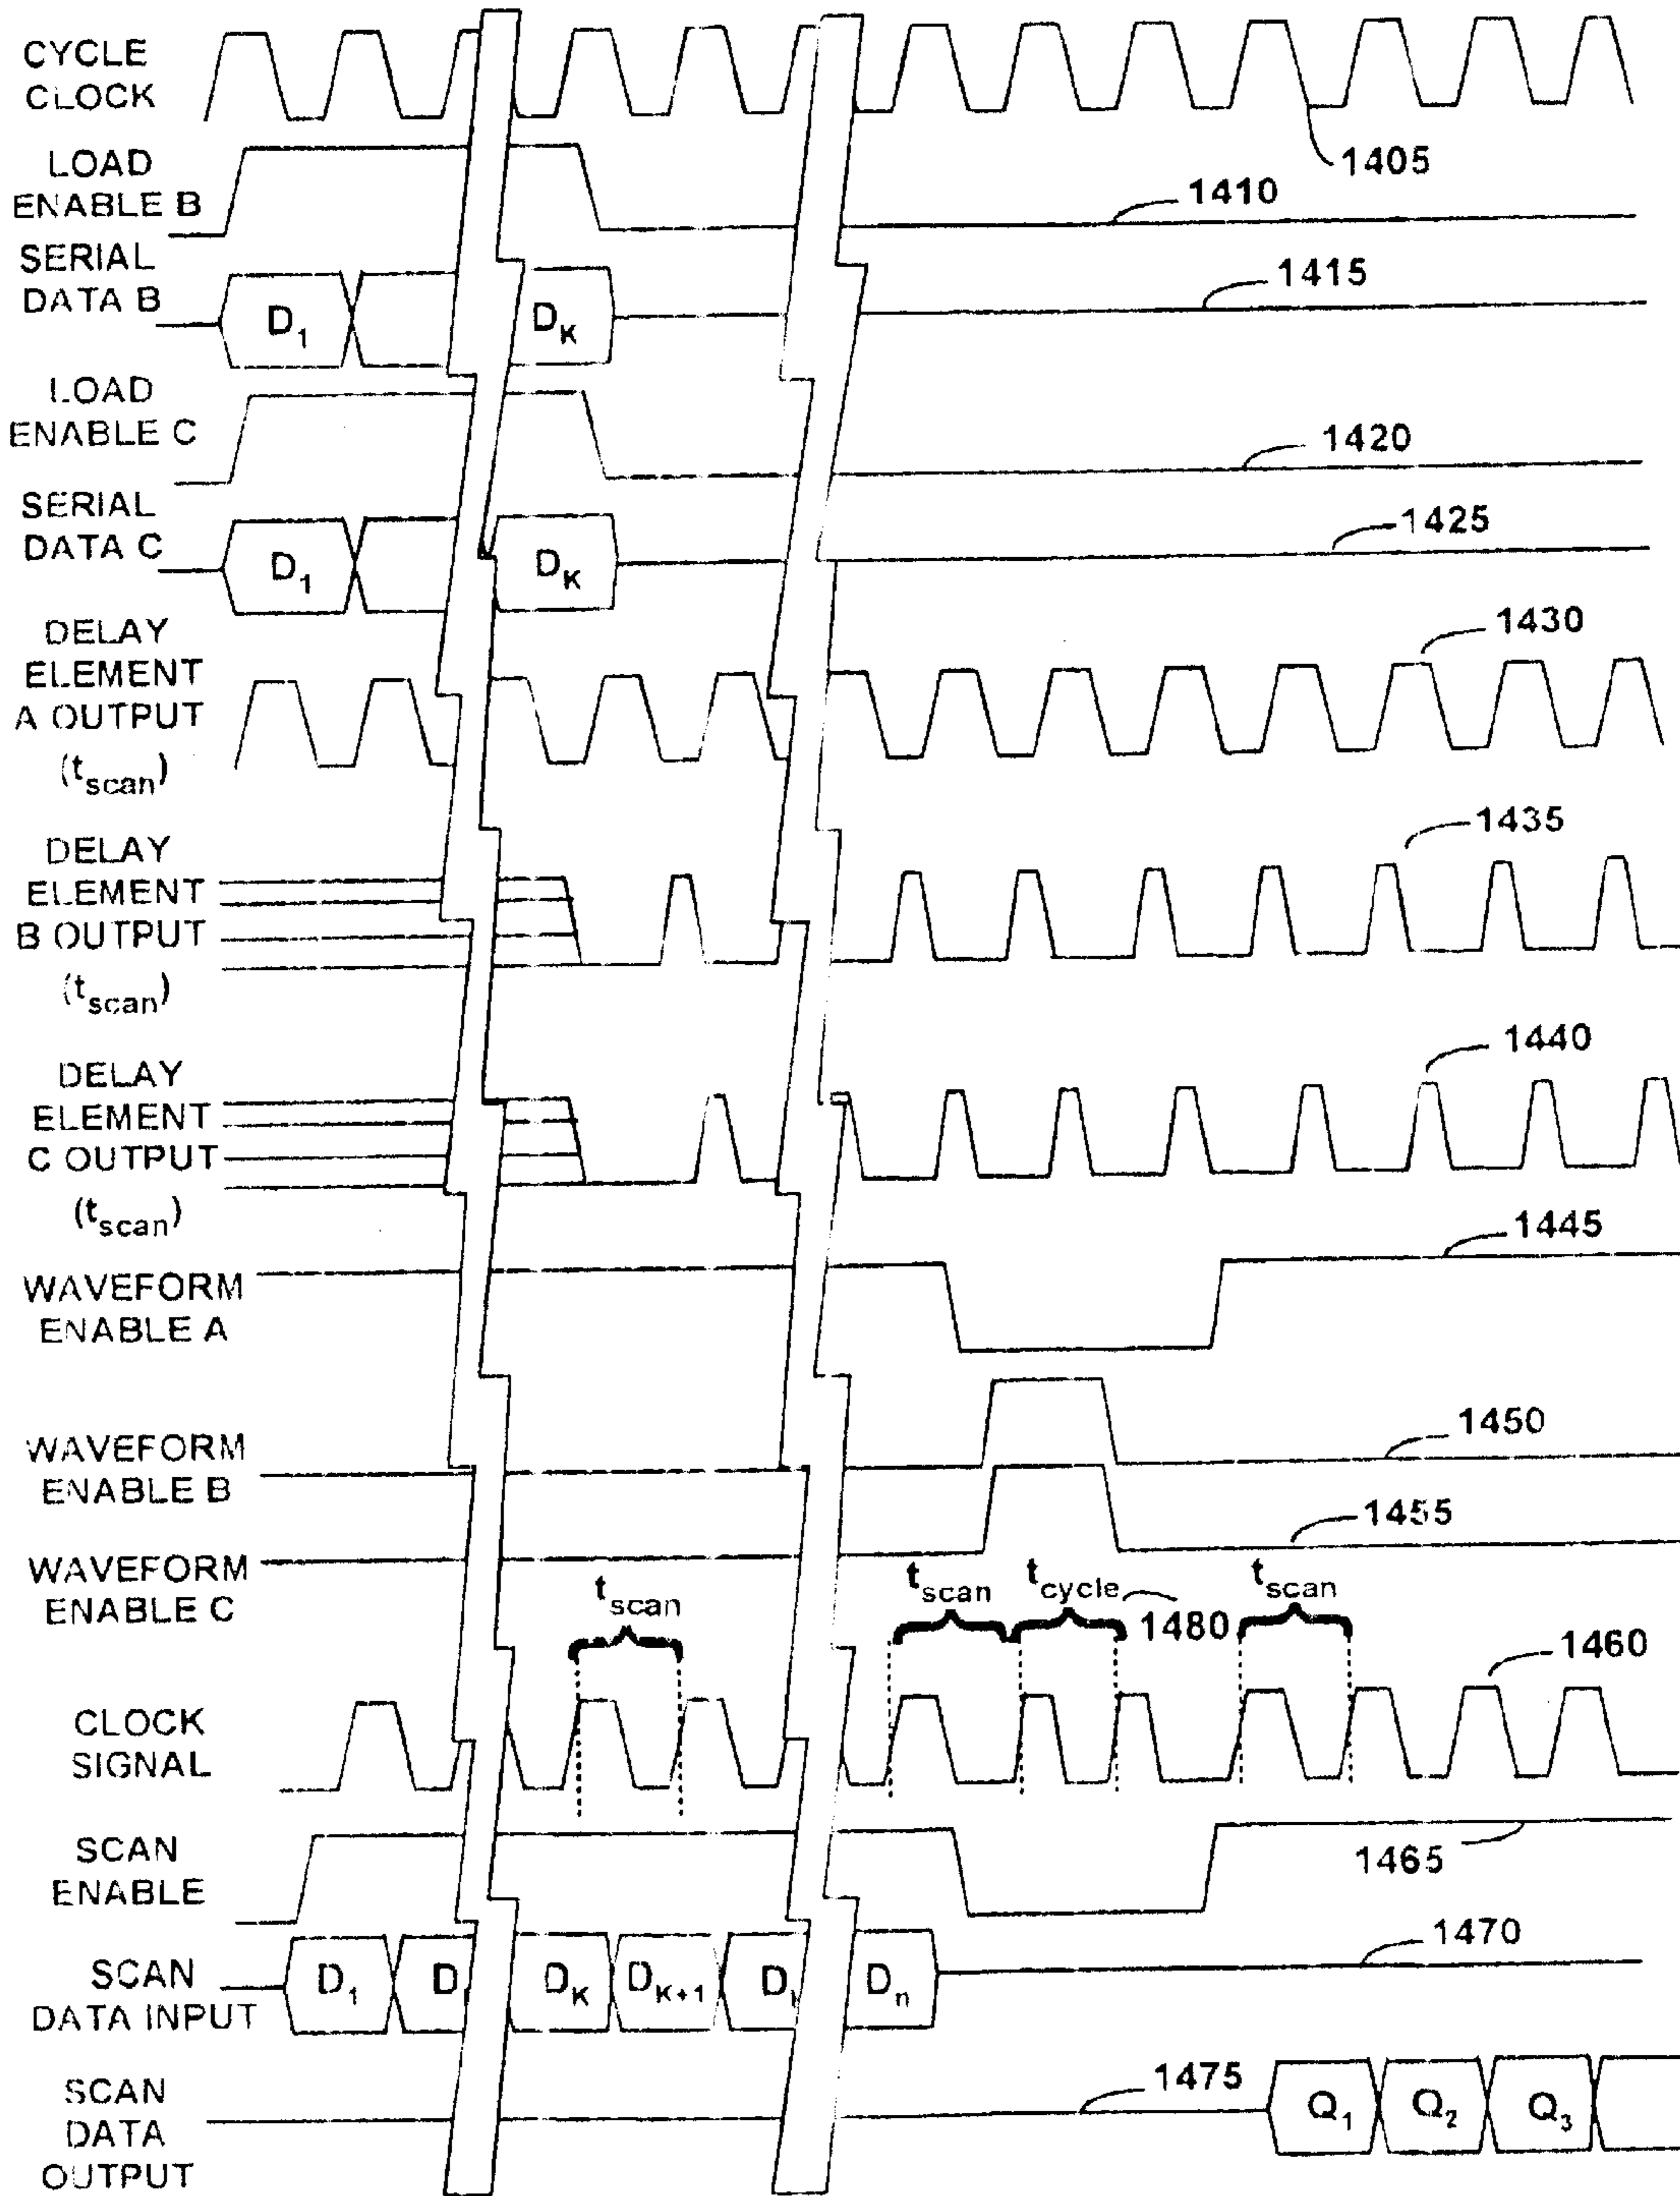 CYCLE
CLOCK
1405
LOAD
ENABLE B
1410
SERIAL
DATA B
D1
DK
1415
LOAD
ENABLE C
1420
SERIAL
DATA C
D1
DK
1425
DELAY
ELEMENT
A OUTPUT
(tscan)
1430
DELAY
ELEMENT
B OUTPUT
(tscan)
1435
DELAY
ELEMENT
C OUTPUT
(tscan)
1440
WAVEFORM
ENABLE A
1445
WAVEFORM
ENABLE B
1450
WAVEFORM
ENABLE C
1455
tscan
tscan
tcycle
1480
tscan
CLOCK
SIGNAL
1460
SCAN
ENABLE
1465
SCAN
DATA INPUT
D1
D
DK
DK+1
D
Dn
1470
SCAN
DATA
OUTPUT
1475
Q1
Q2
Q3